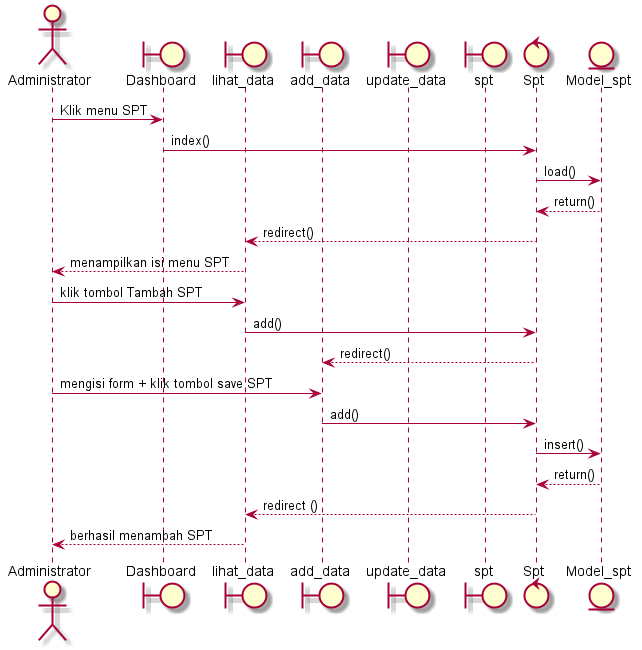 Administrator Dashboard lihat_data add_data update_data spt Spt Model_spt
Klik menu SPT
index()
load()
return()
redirect()
menampilkan isi menu SPT
klik tombol Tambah SPT
add()
redirect()
mengisi form + klik tombol save SPT
add()
insert()
return()
redirect ()
berhasil menambah SPT
Administrator Dashboard lihat_data add_data update_data spt Spt Model_spt